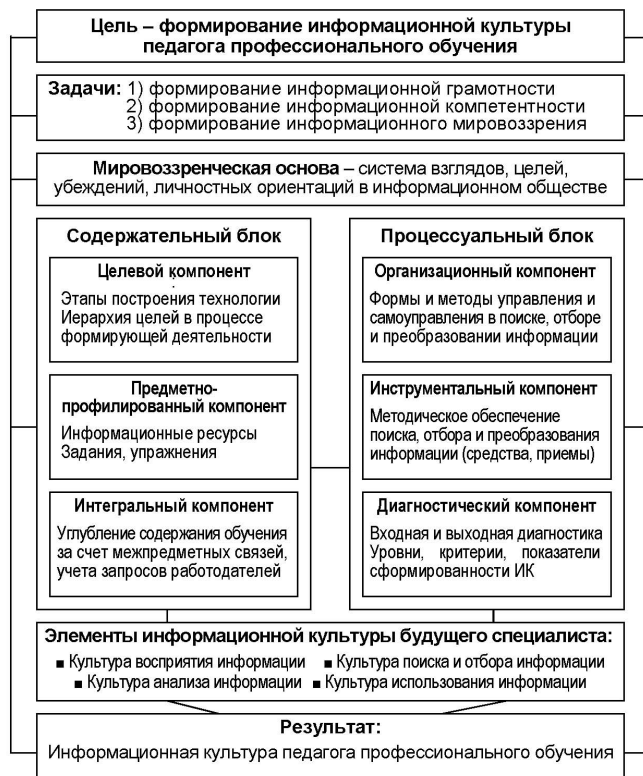 Цель – формирование информационной культуры
педагога профессионального обучения
Задачи: 1) формирование информационной грамотности
2) формирование информационной компетентности
3) формирование информационного мировоззрения
Мировоззренческая основа – система взглядов, целей,
убеждений, личностных ориентаций в информационном обществе
Содержательный блок
Целевой компонент
Этапы построения технологии
Иерархия целей в процессе
формирующей деятельности
Предметно-
профилированный компонент
Информационные ресурсы
Задания, упражнения
Интегральный компонент
Углубление содержания обучения
за счет межпредметных связей,
учета запросов работодателей
Процессуальный блок
Организационный компонент
Формы и методы управления и
самоуправления в поиске, отборе
и преобразовании информации
Инструментальный компонент
Методическое обеспечение
поиска, отбора и преобразования
информации (средства, приемы)
Диагностический компонент
Входная и выходная диагностика
Уровни, критерии, показатели
сформированности ИК
Элементы информационной культуры будущего специалиста:
■ Культура восприятия информации ■ Культура поиска и отбора информации
■ Культура анализа информации ■ Культура использования информации
Результат:
Информационная культура педагога профессионального обучения